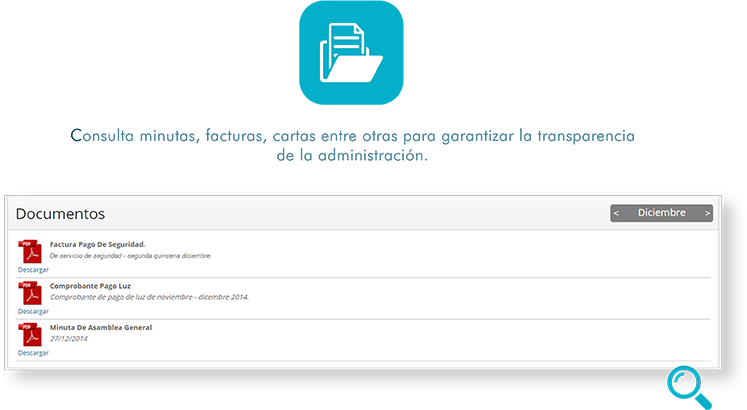 Consulta minutas, facturas, cartas entre otras para garantizar la transparencia
de la administración.
Documentos
< Diciembre >
PDF
Factura Pago De Seguridad.
De servicio de seguridad - segunda quincena diciembre.
Descargar
PDF
Comprobante Pago Luz
Comprobante de pago de luz de noviembre - dicembre 2014.
Descargar
PDF
Minuta De Asamblea General
27/12/2014
Descargar